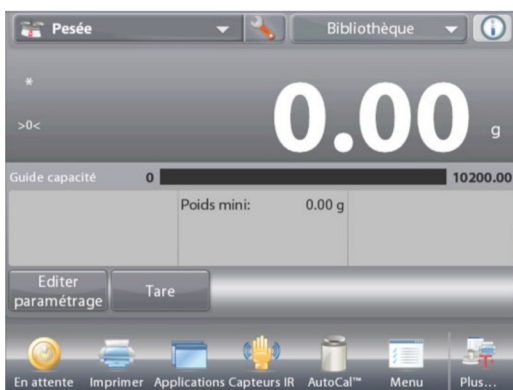 Pesée
Bibliothèque
*
>0<
0.00 g
Guide capacité 0 10200.00
Poids mini: 0.00 g
Editer paramétrage
Tare
En attente Imprimer Applications Capteurs IR AutoCal™ Menu Plus...